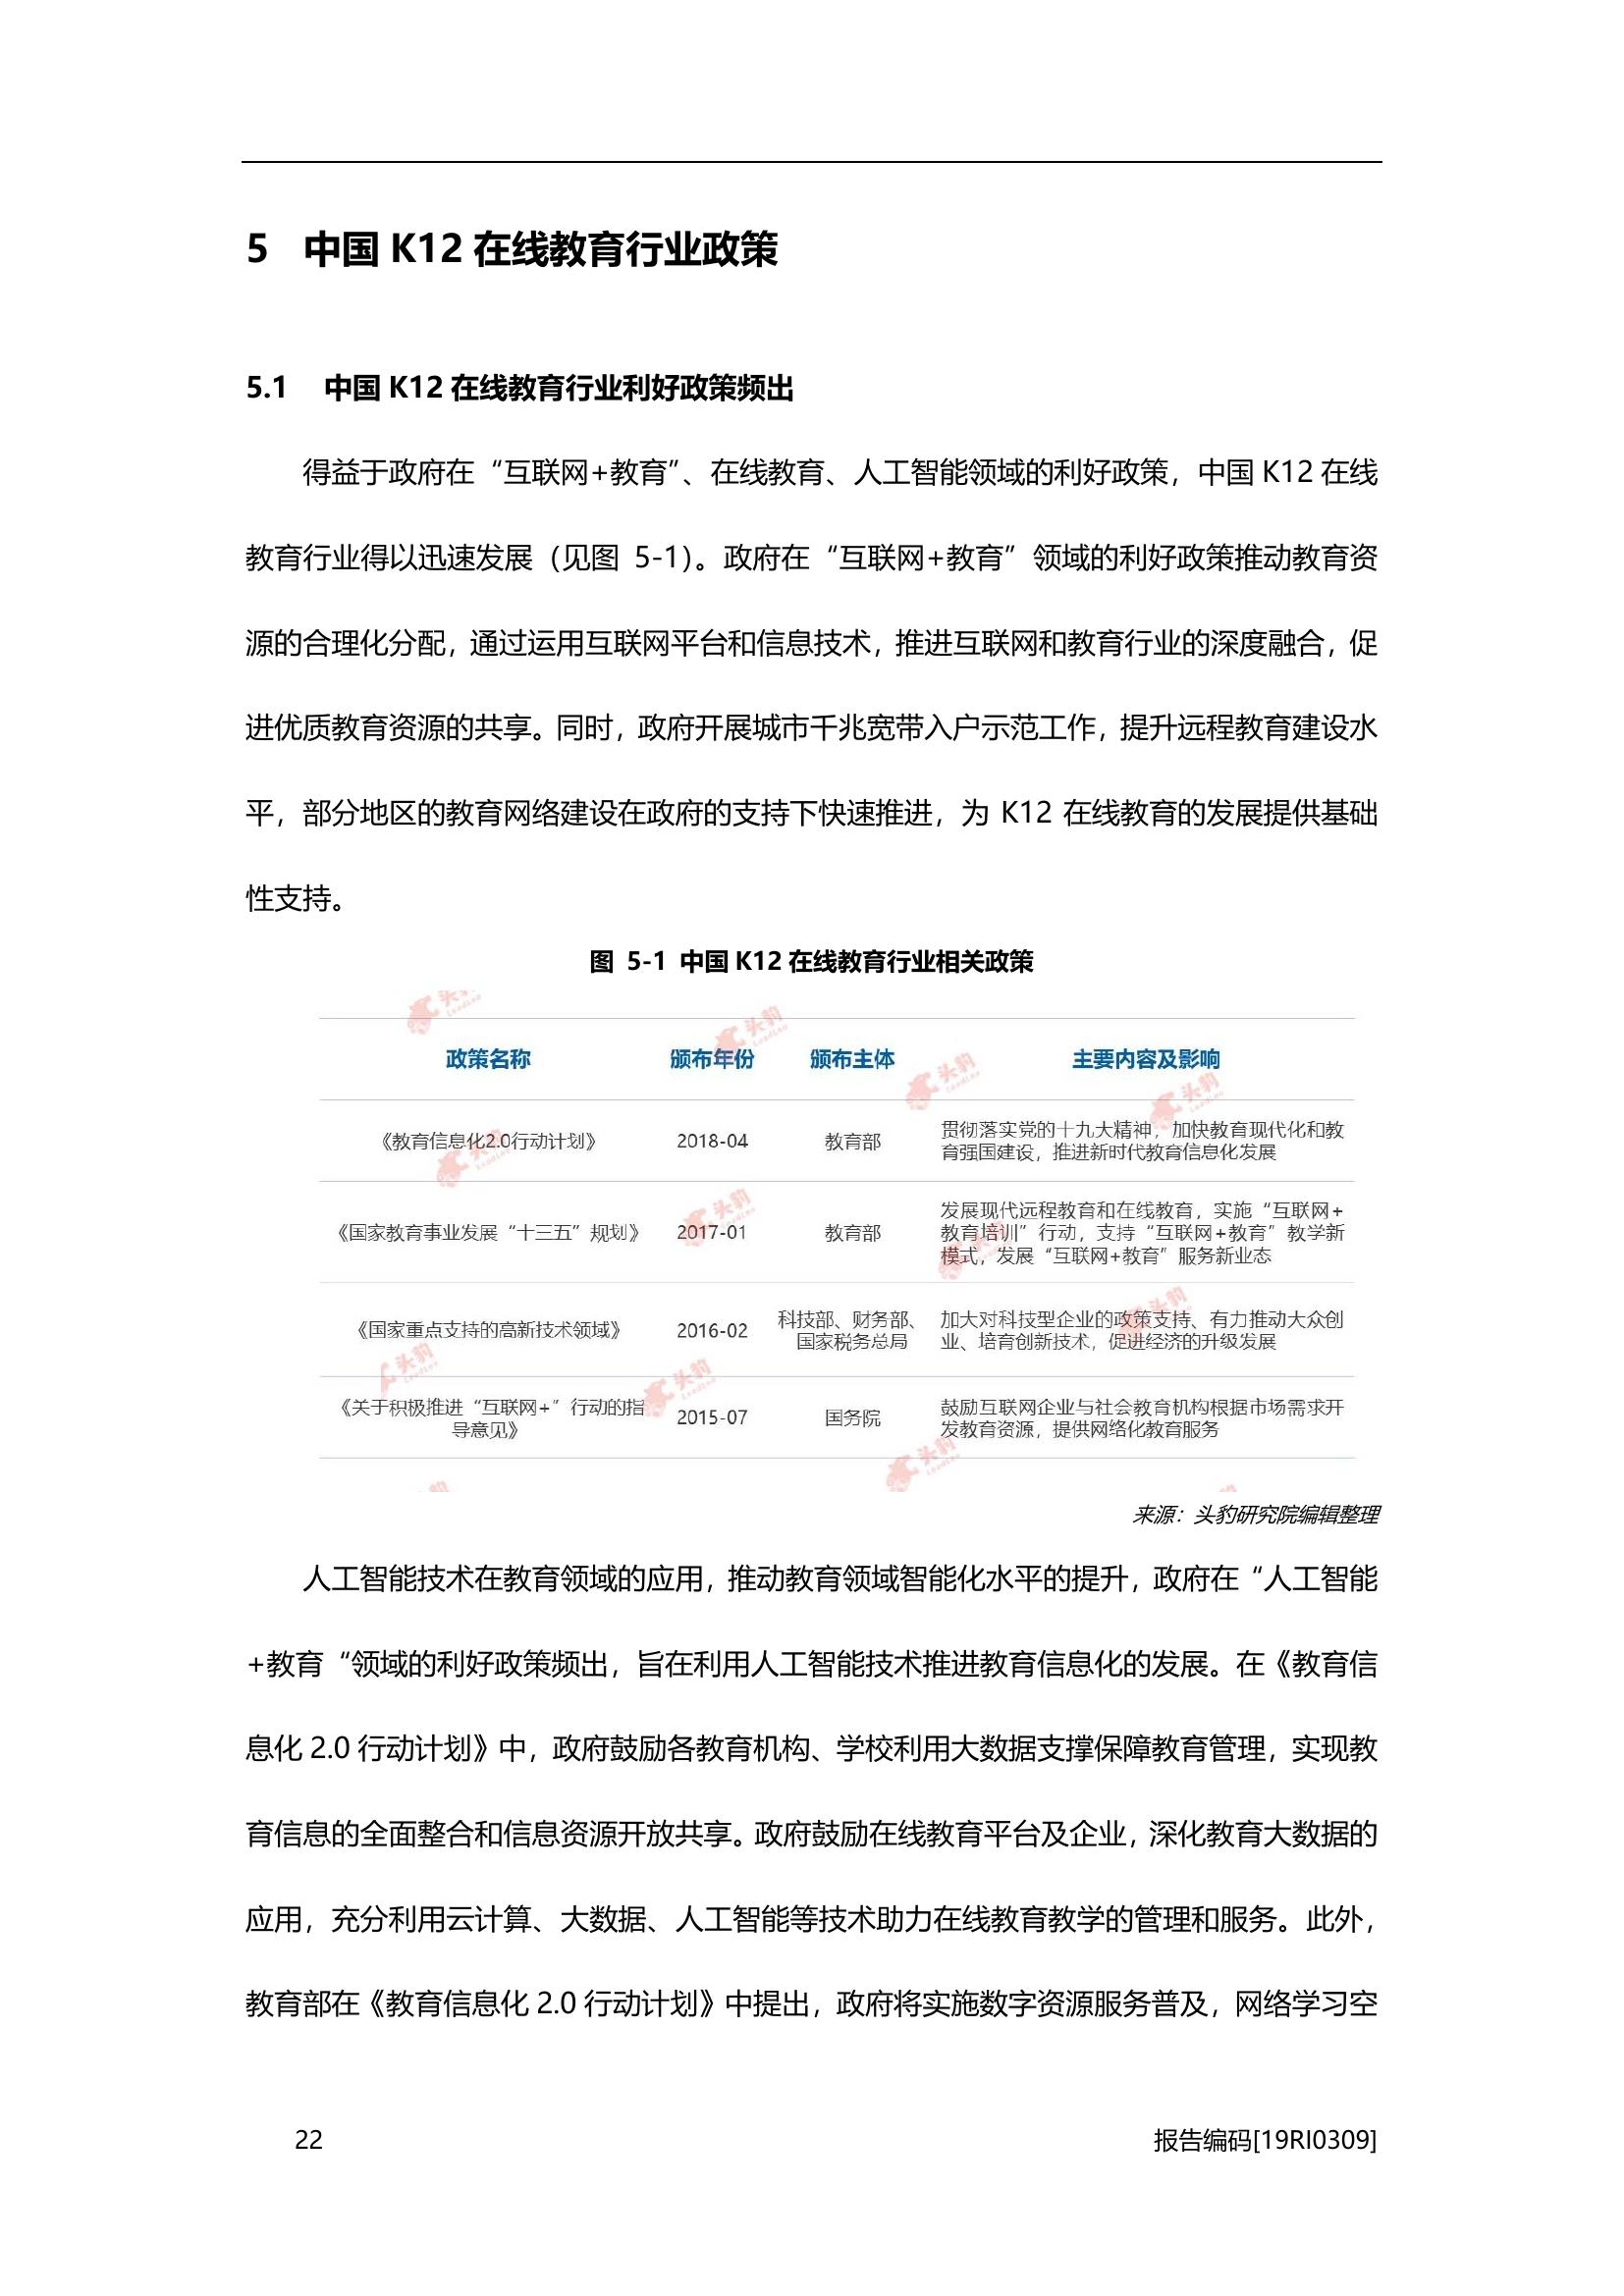 5 中国 K12 在线教育行业政策
5.1 中国 K12 在线教育行业利好政策频出
得益于政府在“互联网+教育”、在线教育、人工智能领域的利好政策，中国 K12 在线
教育行业得以迅速发展（见图 5-1）。政府在“互联网+教育”领域的利好政策推动教育资
源的合理化分配，通过运用互联网平台和信息技术，推进互联网和教育行业的深度融合，促
进优质教育资源的共享。同时，政府开展城市千兆宽带入户示范工作，提升远程教育建设水
平，部分地区的教育网络建设在政府的支持下快速推进，为 K12 在线教育的发展提供基础
性支持。
图 5-1 中国 K12 在线教育行业相关政策
政策名称 颁布年份 颁布主体 主要内容及影响
《教育信息化2.0行动计划》 2018-04 教育部 贯彻落实党的十九大精神，加快教育现代化和教
育强国建设，推进新时代教育信息化发展
《国家教育事业发展“十三五”规划》 2017-01 教育部 发展现代远程教育和在线教育，实施“互联网+
教育培训”行动，支持“互联网+教育”教学新
模式，发展“互联网+教育”服务新业态
《国家重点支持的高新技术领域》 2016-02 科技部、财务部、
国家税务总局 加大对科技型企业的政策支持、有力推动大众创
业、培育创新技术，促进经济的升级发展
《关于积极推进“互联网+”行动的指
导意见》 2015-07 国务院 鼓励互联网企业与社会教育机构根据市场需求开
发教育资源，提供网络化教育服务
来源：头豹研究院编辑整理
人工智能技术在教育领域的应用，推动教育领域智能化水平的提升，政府在“人工智能
+教育“领域的利好政策频出，旨在利用人工智能技术推进教育信息化的发展。在《教育信
息化 2.0 行动计划》中，政府鼓励各教育机构、学校利用大数据支撑保障教育管理，实现教
育信息的全面整合和信息资源开放共享。政府鼓励在线教育平台及企业，深化教育大数据的
应用，充分利用云计算、大数据、人工智能等技术助力在线教育教学的管理和服务。此外，
教育部在《教育信息化 2.0 行动计划》中提出，政府将实施数字资源服务普及，网络学习空
22 报告编码[19RI0309]